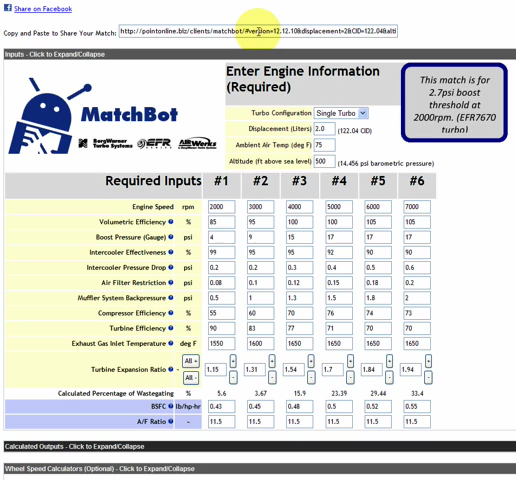 Share on Facebook
Copy and Paste to Share Your Match: http://pointonline.biz/clients/matchbot/#version=12.12.10&displacement=2&CID=122.04&alti
Inputs - Click to Expand/Collapse
MatchBot
BorgWarner Turbo Systems EFR AirWerks
Enter Engine Information (Required)
Turbo Configuration Single Turbo
Displacement (Liters) 2.0 (122.04 CID)
Ambient Air Temp (deg F) 75
Altitude (ft above sea level) 500 (14.456 psi barometric pressure)
This match is for
2.7psi boost
threshold at
2000rpm. (EFR7670
turbo)
Required Inputs #1 #2 #3 #4 #5 #6
Engine Speed rpm 2000 3000 4000 5000 6000 7000
Volumetric Efficiency % 85 95 100 100 105 105
Boost Pressure (Gauge) psi 4 9 15 17 17 17
Intercooler Effectiveness % 99 95 95 92 90 90
Intercooler Pressure Drop psi 0.2 0.2 0.3 0.4 0.5 0.6
Air Filter Restriction psi 0.08 0.1 0.12 0.15 0.18 0.2
Muffler System Backpressure psi 0.5 1 1.3 1.5 1.8 2
Compressor Efficiency % 55 60 70 76 74 73
Turbine Efficiency % 90 83 77 71 70 70
Exhaust Gas Inlet Temperature deg F 1550 1600 1650 1650 1650 1650
Turbine Expansion Ratio - All + All - 1.15 + - 1.31 + - 1.54 + - 1.7 + - 1.84 + - 1.94 + -
Calculated Percentage of Wastegating % 5.6 3.67 15.9 23.39 29.44 33.4
BSFC lb/hp-hr 0.43 0.45 0.48 0.5 0.52 0.55
A/F Ratio - 11.5 11.5 11.5 11.5 11.5 11.5
Calculated Outputs - Click to Expand/Collapse
Wheel Speed Calculators (Optional) - Click to Expand/Collapse